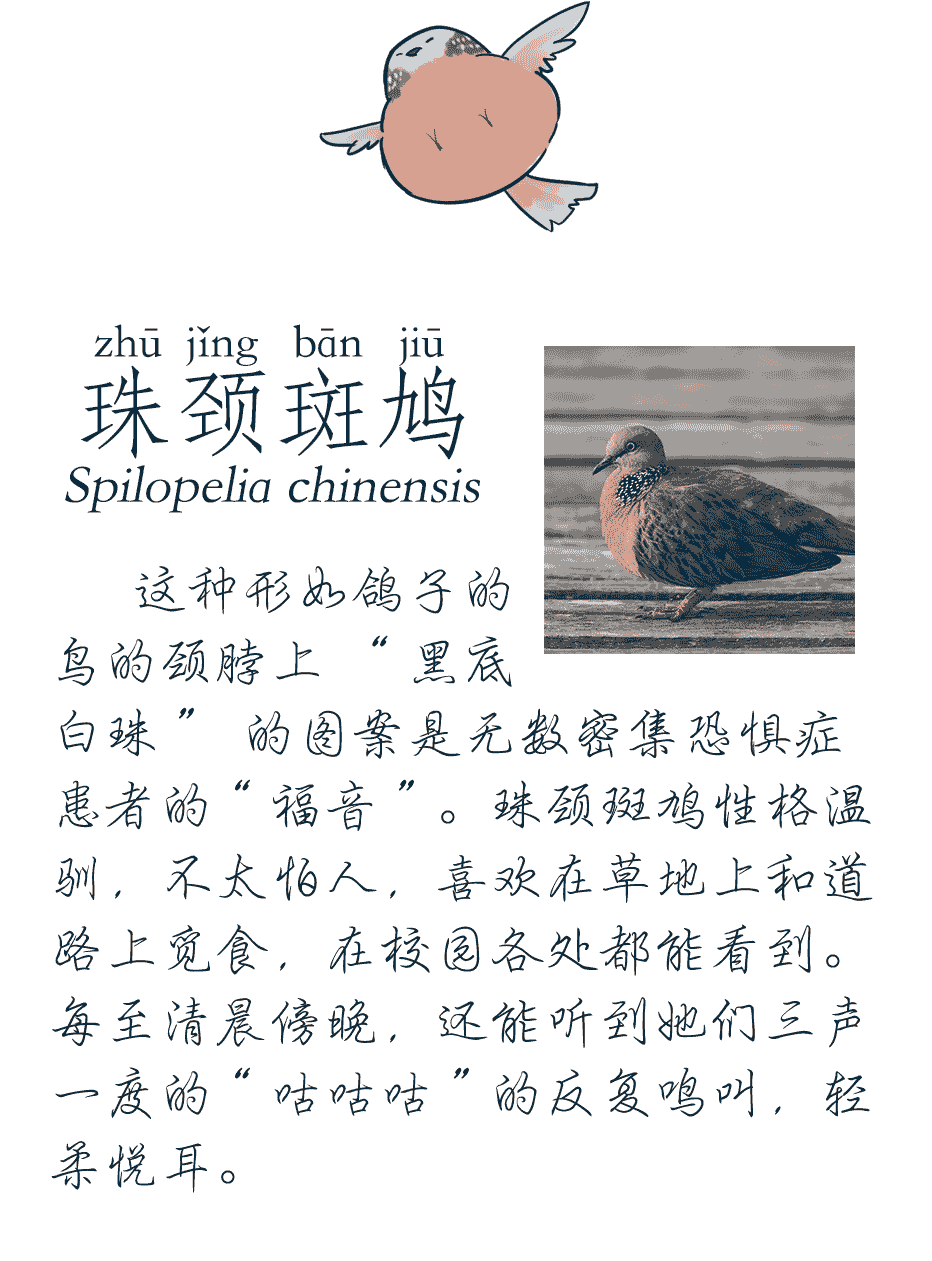 zhū jǐng bān jiū
珠颈斑鸠
Spilopelia chinensis
这种形如鸽子的
鸟的颈脖上“黑底
白珠”的图案是无数密集恐惧症
患者的“福音”。珠颈斑鸠性格温
驯，不太怕人，喜欢在草地上和道
路上觅食，在校园各处都能看到。
每至清晨傍晚，还能听到她们三声
一度的“咕咕咕”的反复鸣叫，轻
柔悦耳。